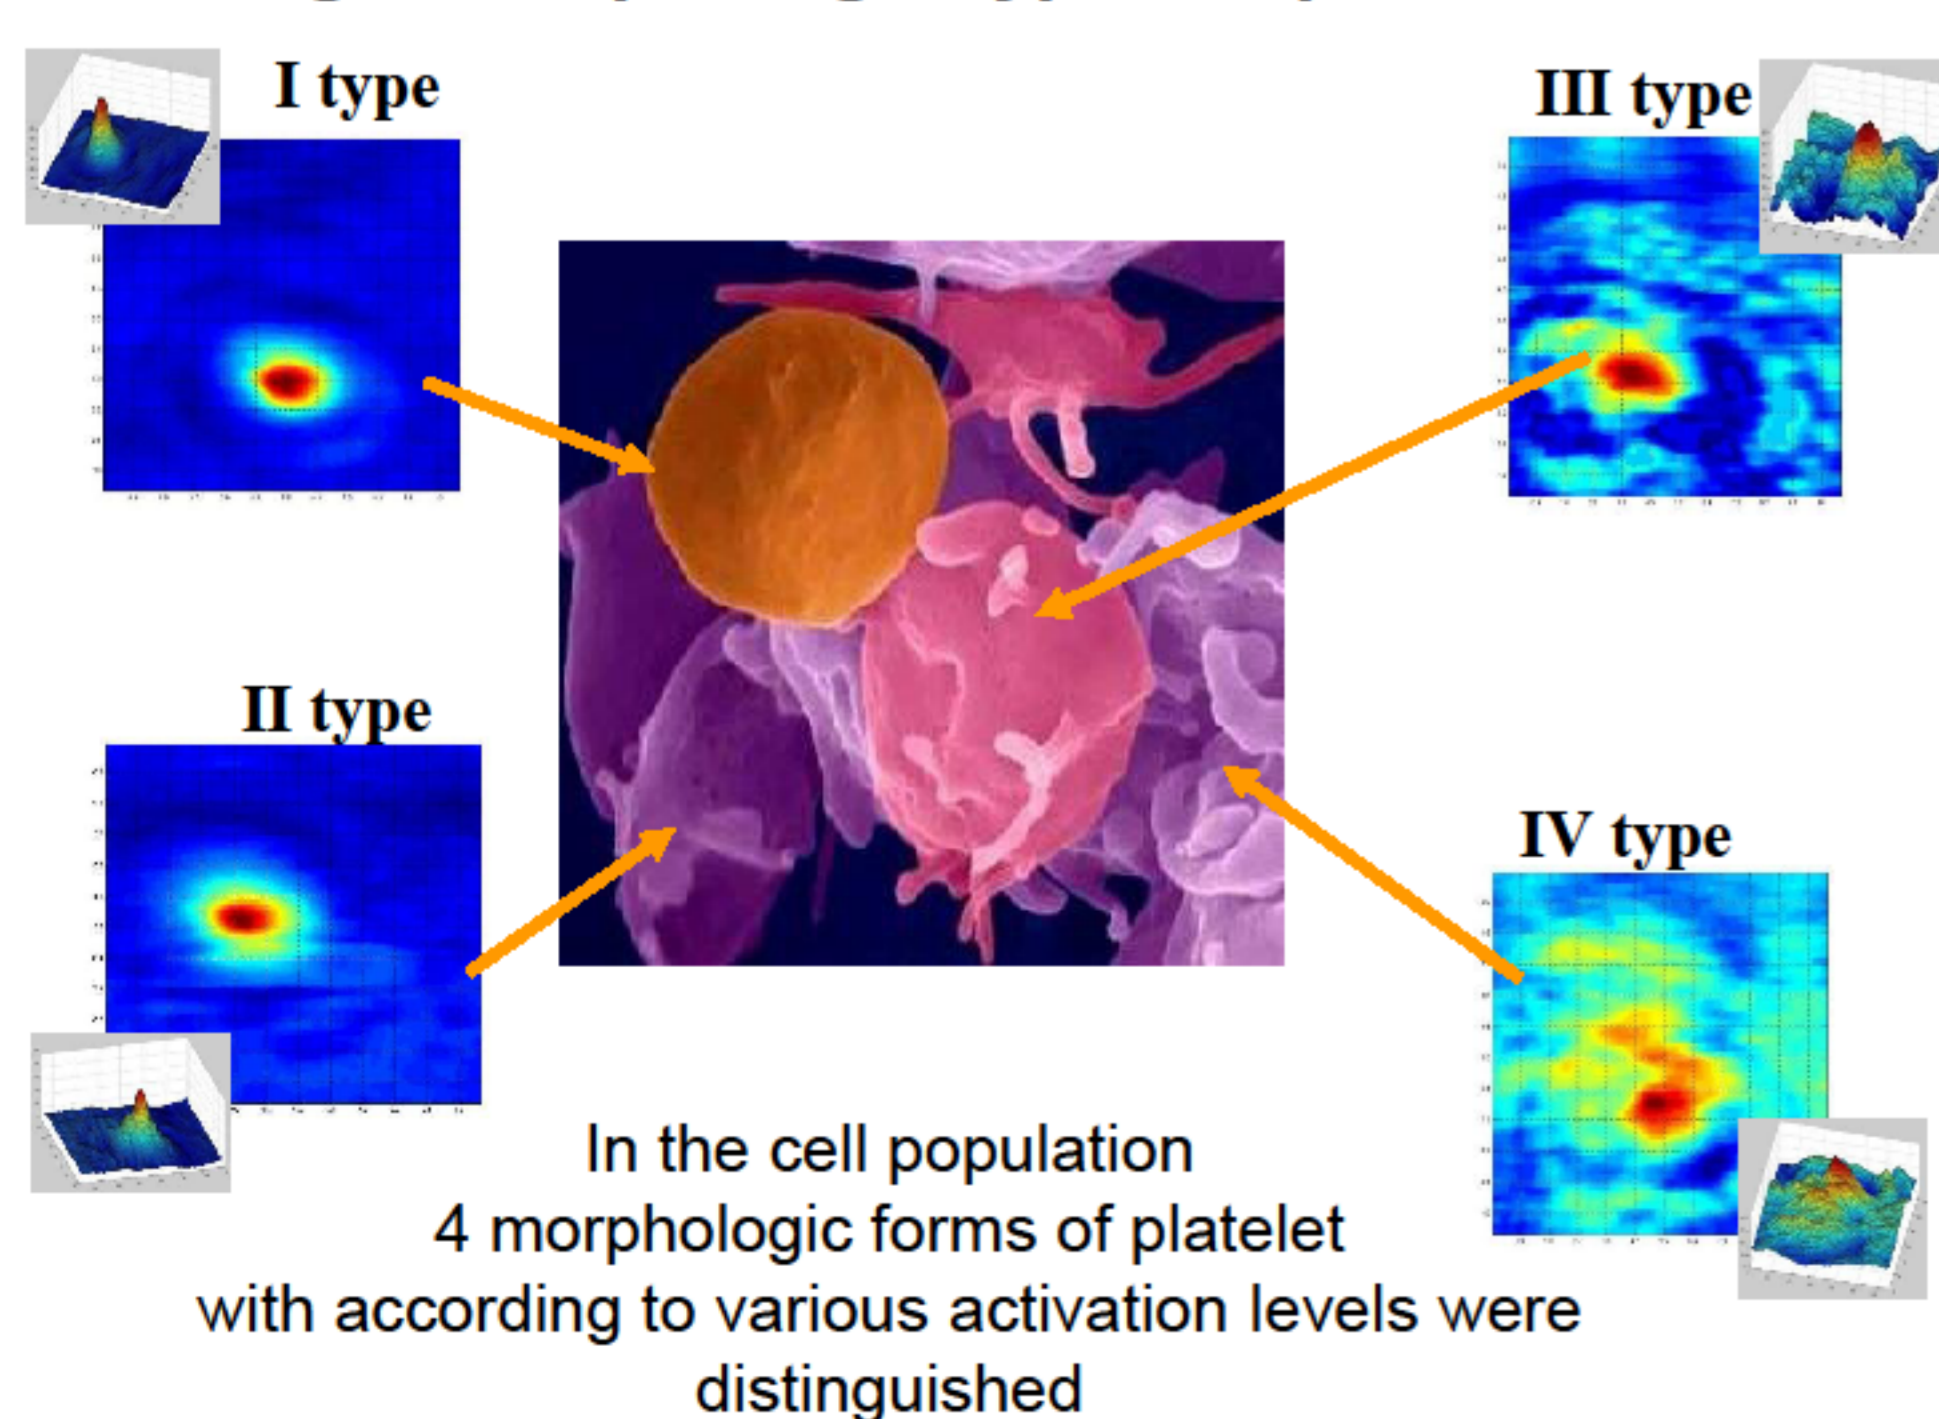 I type
III type
II type
IV type
In the cell population
4 morphologic forms of platelet
with according to various activation levels were
distinguished